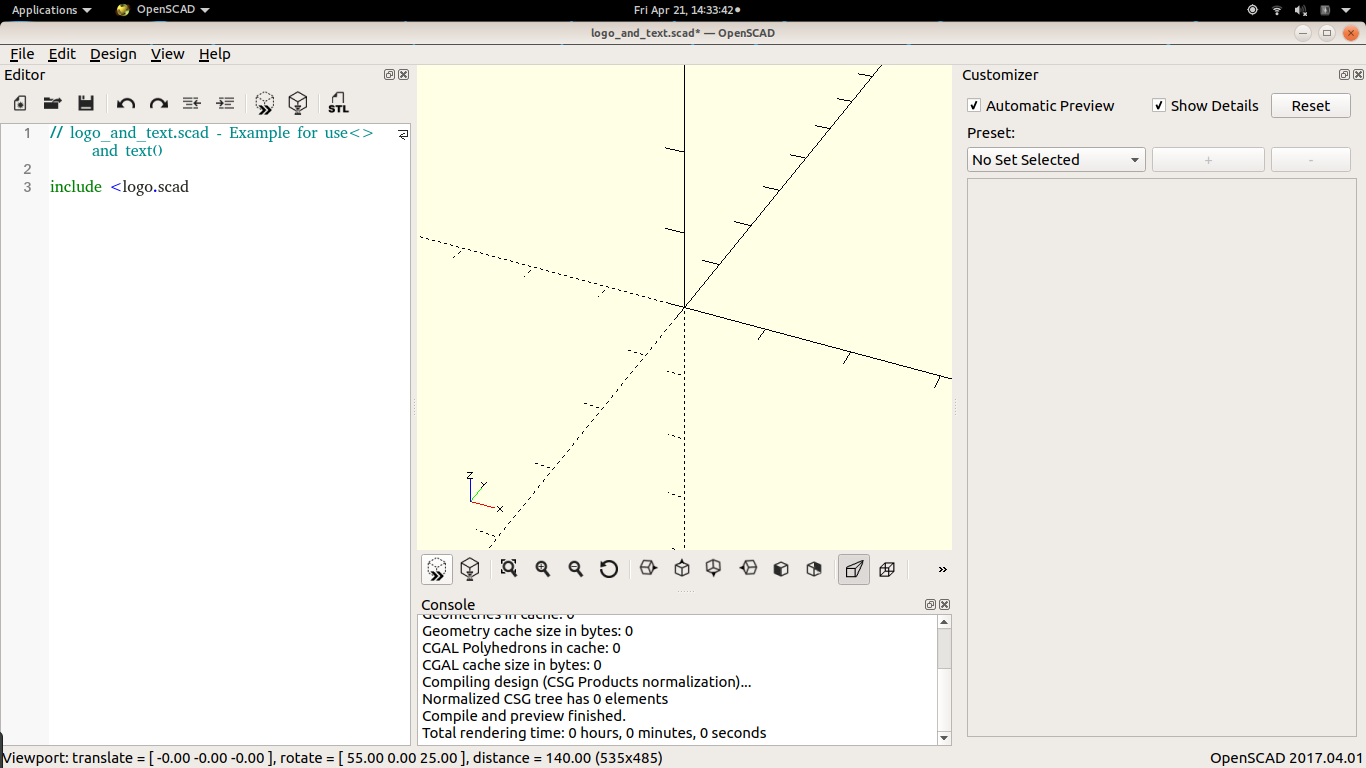 Applications OpenSCAD Fri Apr 21, 14:33:42
logo_and_text.scad* — OpenSCAD
File Edit Design View Help
Editor
Customizer
STL
Automatic Preview Show Details Reset
Preset:
No Set Selected + -
1 // logo_and_text.scad - Example for use<>
and text()
2
3 include <logo.scad
Z
Y
X
»
Console
Geometries in cache: 0
Geometry cache size in bytes: 0
CGAL Polyhedrons in cache: 0
CGAL cache size in bytes: 0
Compiling design (CSG Products normalization)...
Normalized CSG tree has 0 elements
Compile and preview finished.
Total rendering time: 0 hours, 0 minutes, 0 seconds
Viewport: translate = [ -0.00 -0.00 -0.00 ], rotate = [ 55.00 0.00 25.00 ], distance = 140.00 (535x485) OpenSCAD 2017.04.01